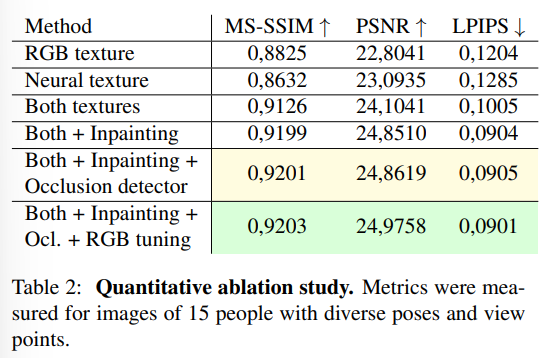 Method MS-SSIM ↑ PSNR ↑ LPIPS ↓
RGB texture 0,8825 22,8041 0,1204
Neural texture 0,8632 23,0935 0,1285
Both textures 0,9126 24,1041 0,1005
Both + Inpainting 0,9199 24,8510 0,0904
Both + Inpainting +
Occlusion detector 0,9201 24,8619 0,0905
Both + Inpainting +
Ocl. + RGB tuning 0,9203 24,9758 0,0901
Table 2: Quantitative ablation study. Metrics were mea-
sured for images of 15 people with diverse poses and view
points.